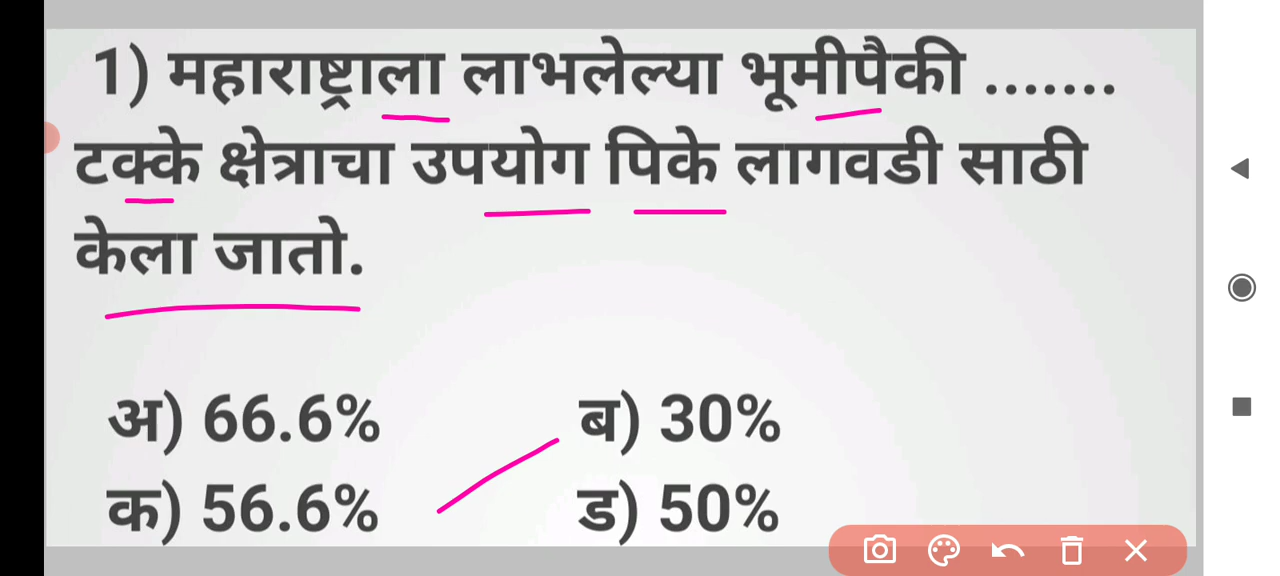 1) महाराष्ट्राला लाभलेल्या भूमीपैकी .......
टक्के क्षेत्राचा उपयोग पिके लागवडी साठी
केला जातो.
अ) 66.6% ब) 30%
क) 56.6% ड) 50%